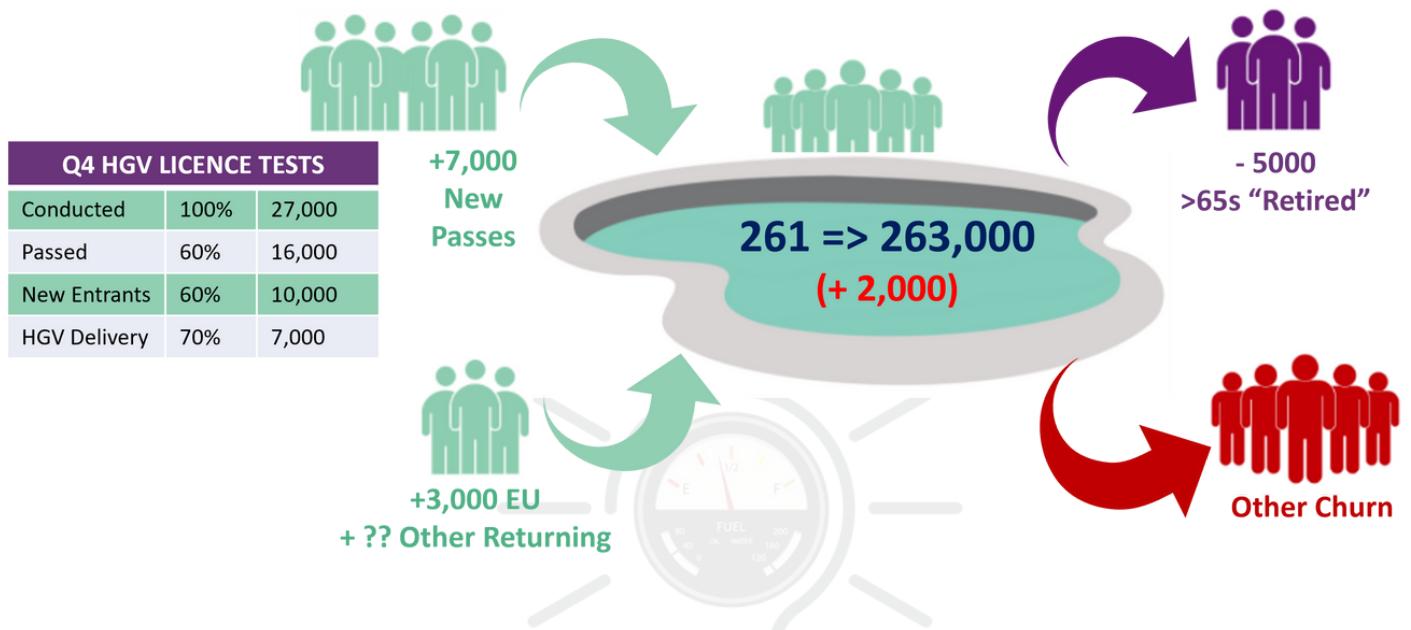 Q4 HGV LICENCE TESTS
Conducted 100% 27,000
Passed 60% 16,000
New Entrants 60% 10,000
HGV Delivery 70% 7,000
+7,000
New
Passes
261 => 263,000
(+ 2,000)
- 5000
>65s “Retired”
+3,000 EU
+ ?? Other Returning
Other Churn
E 1/2 F
FUEL